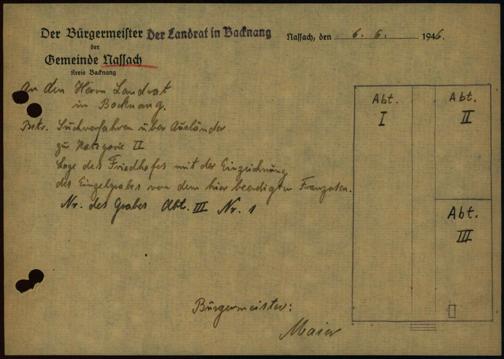 Der Bürgermeister
der
Gemeinde Nassach
Kreis Backnang
Der Landrat in Backnang
Nassach, den 6. 6. 1946.
An den Herrn Landrat
in Backnang.
Betr. Suchverfahren über Ausländer
zu Kategorie II.
Lage des Friedhofes mit der Einzeichnung
des Einzelgrabes von dem hier beerdigten Franzosen.
Nr. des Grabes Abt. III Nr. 1
Abt.
I
Abt.
II
Abt.
III
Bürgermeister:
Maier